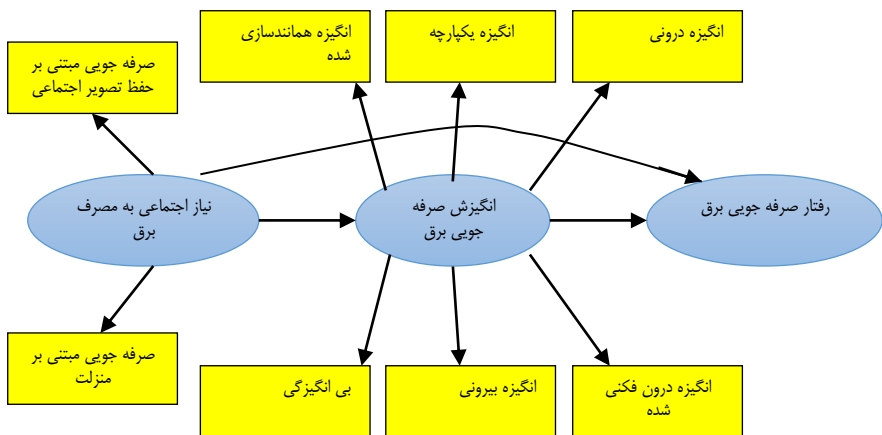 انگیزه درونی
انگیزه یکپارچه
انگیزه همانندسازی
شده
صرفه جویی مبتنی بر
حفظ تصویر اجتماعی
رفتار صرفه جویی برق
انگیزش صرفه
جویی برق
نیاز اجتماعی به مصرف
برق
صرفه جویی مبتنی بر
منزلت
انگیزه درون فکنی
شده
انگیزه بیرونی
بی انگیزگی